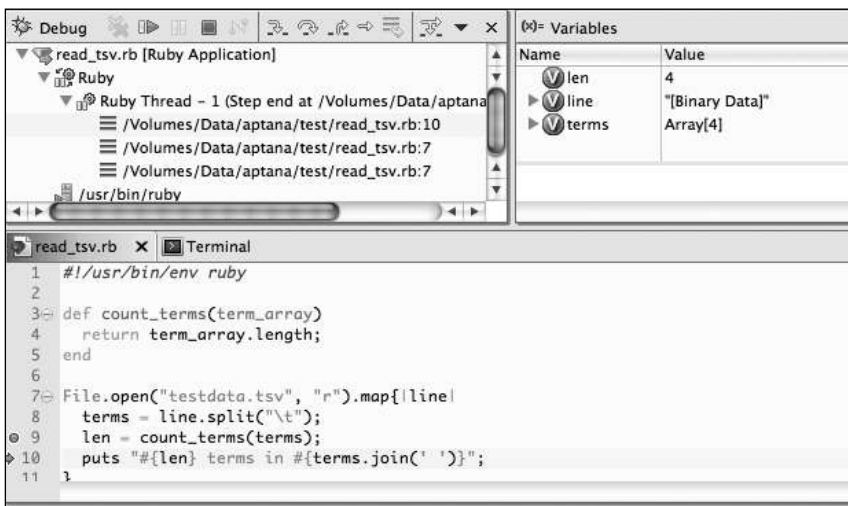 Debug
read_tsv.rb [Ruby Application]
Ruby
Ruby Thread - 1 (Step end at /Volumes/Data/aptana
/Volumes/Data/aptana/test/read_tsv.rb:10
/Volumes/Data/aptana/test/read_tsv.rb:7
/Volumes/Data/aptana/test/read_tsv.rb:7
/usr/bin/ruby
(x)= Variables
Name Value
len 4
line "[Binary Data]"
terms Array[4]
read_tsv.rb Terminal
1 #!/usr/bin/env ruby
2
3 def count_terms(term_array)
4 return term_array.length;
5 end
6
7 File.open("testdata.tsv", "r").map{|line|
8 terms = line.split("\t");
9 len = count_terms(terms);
10 puts "#{len} terms in #{terms.join(' ')}";
11 }